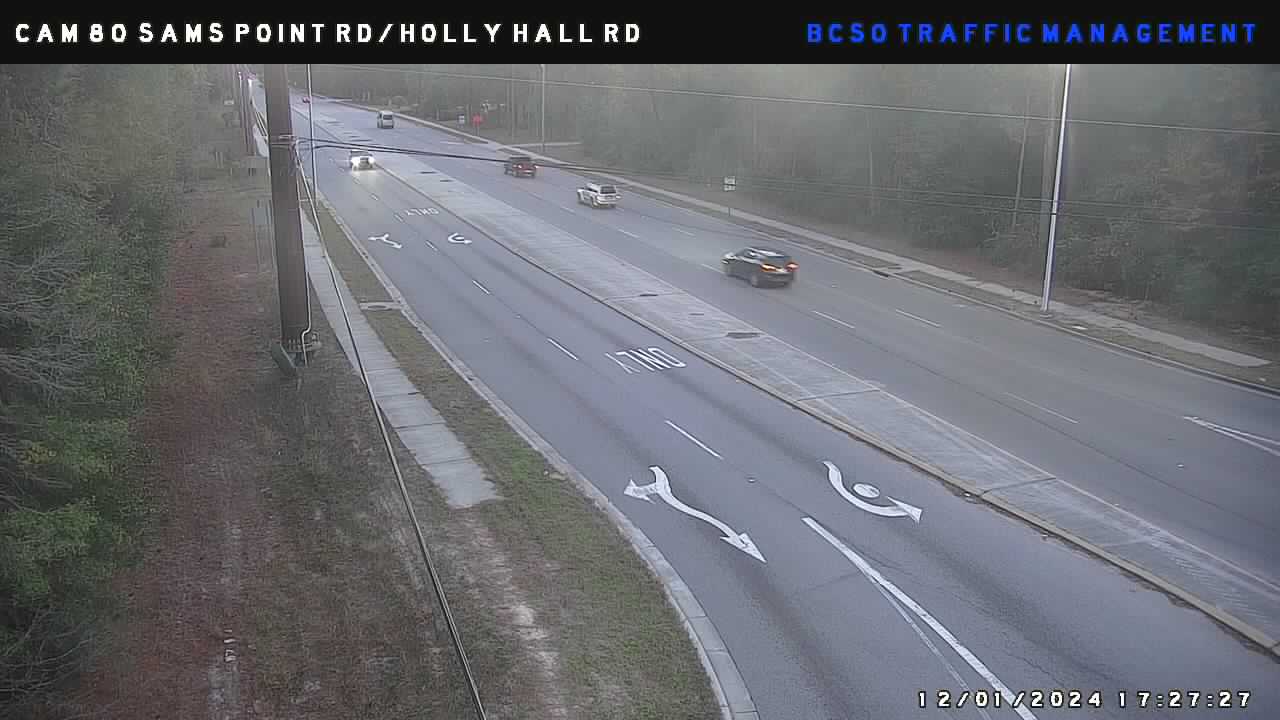 CAM 80 SAMS POINT RD/HOLLY HALL RD
BCSO TRAFFIC MANAGEMENT
ONLY
ONLY
12/01/2024 17:27:27